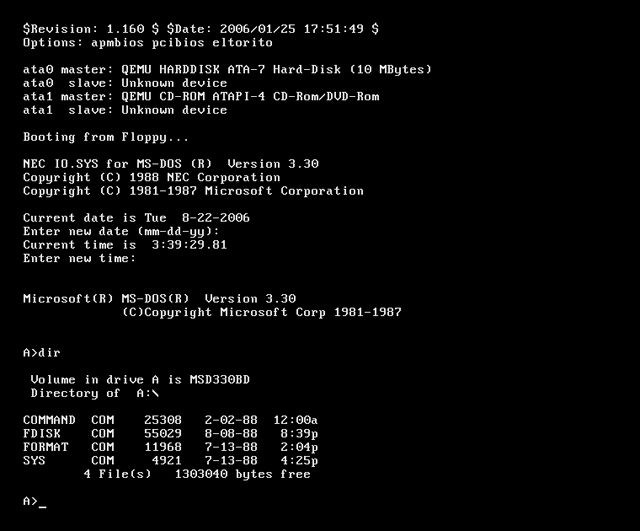 $Revision: 1.160 $ $Date: 2006/01/25 17:51:49 $
Options: apmbios pcibios eltorito
ata0 master: QEMU HARDDISK ATA-7 Hard-Disk (10 MBytes)
ata0  slave: Unknown device
ata1 master: QEMU CD-ROM ATAPI-4 CD-Rom/DVD-Rom
ata1  slave: Unknown device
Booting from Floppy...
NEC IO.SYS for MS-DOS (R)  Version 3.30
Copyright (C) 1988 NEC Corporation
Copyright (C) 1981-1987 Microsoft Corporation
Current date is Tue  8-22-2006
Enter new date (mm-dd-yy):
Current time is  3:39:29.81
Enter new time:
Microsoft(R) MS-DOS(R)  Version 3.30
(C)Copyright Microsoft Corp 1981-1987
A>dir
Volume in drive A is MSD330BD
Directory of  A:\
COMMAND  COM    25308   2-02-88  12:00a
FDISK    COM    55029   8-08-88   8:39p
FORMAT   COM    11968   7-13-88   2:04p
SYS      COM     4921   7-13-88   4:25p
4 File(s)   1303040 bytes free
A>_